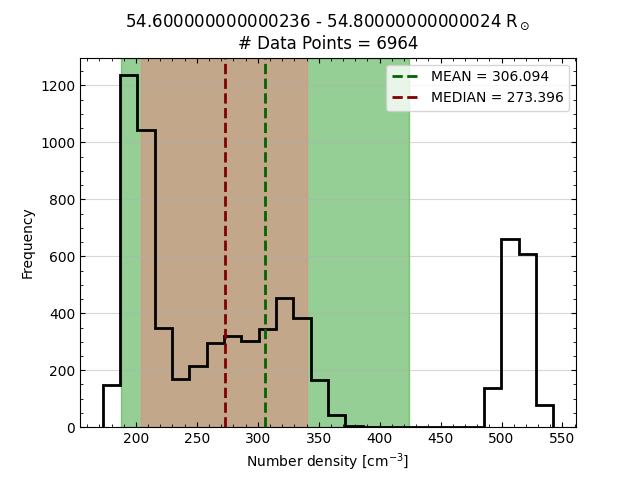 54.600000000000236 - 54.80000000000024 R⊙
# Data Points = 6964
MEAN = 306.094
MEDIAN = 273.396
Frequency
1200
1000
800
600
400
200
0
200 250 300 350 400 450 500 550
Number density [cm⁻³]